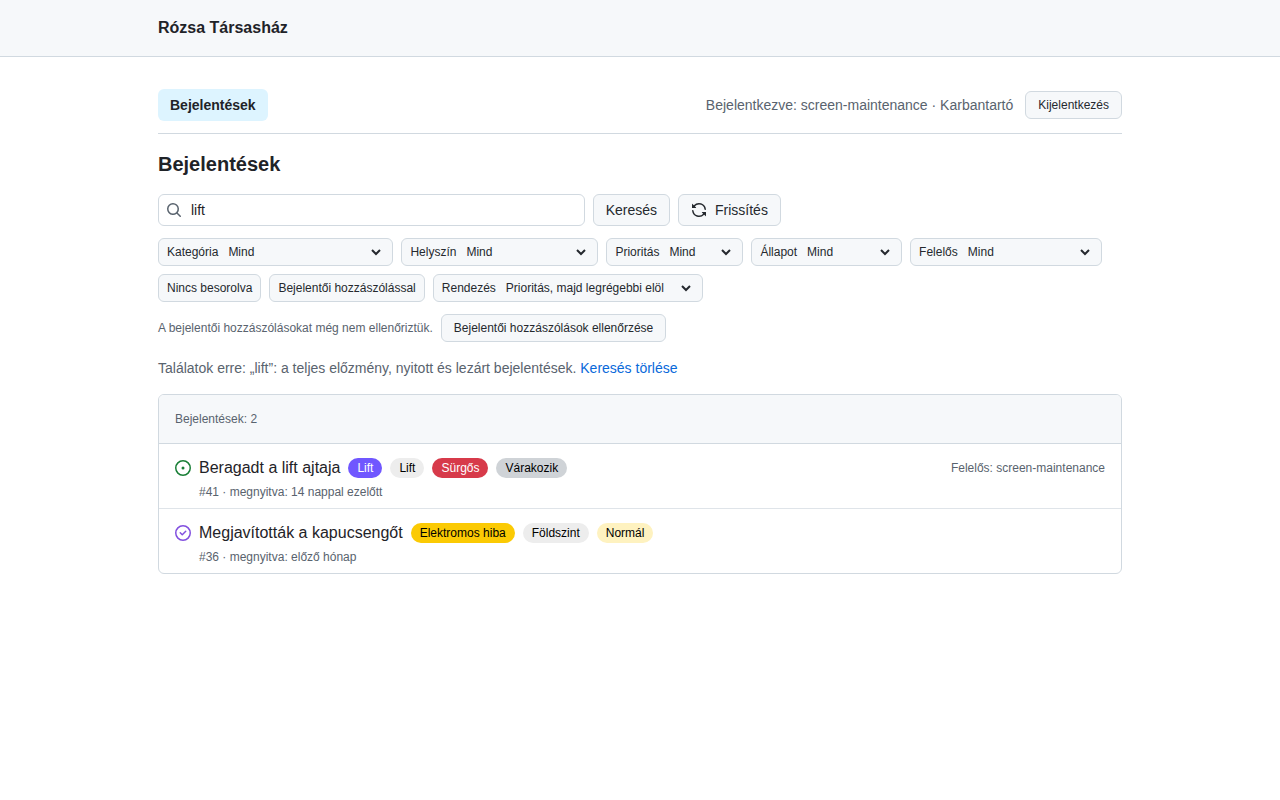 Rózsa Társasház
Bejelentések
Bejelentkezve: screen-maintenance · Karbantartó
Kijelentkezés
Bejelentések
lift
Keresés
Frissítés
Kategória Mind
Helyszín Mind
Prioritás Mind
Állapot Mind
Felelős Mind
Nincs besorolva
Bejelentői hozzászólással
Rendezés Prioritás, majd legrégebbi elöl
A bejelentői hozzászólásokat még nem ellenőriztük.
Bejelentői hozzászólások ellenőrzése
Találatok erre: „lift”: a teljes előzmény, nyitott és lezárt bejelentések. Keresés törlése
Bejelentések: 2
Beragadt a lift ajtaja Lift Lift Sürgős Várakozik
Felelős: screen-maintenance
#41 · megnyitva: 14 nappal ezelőtt
Megjavították a kapucsengőt Elektromos hiba Földszint Normál
#36 · megnyitva: előző hónap